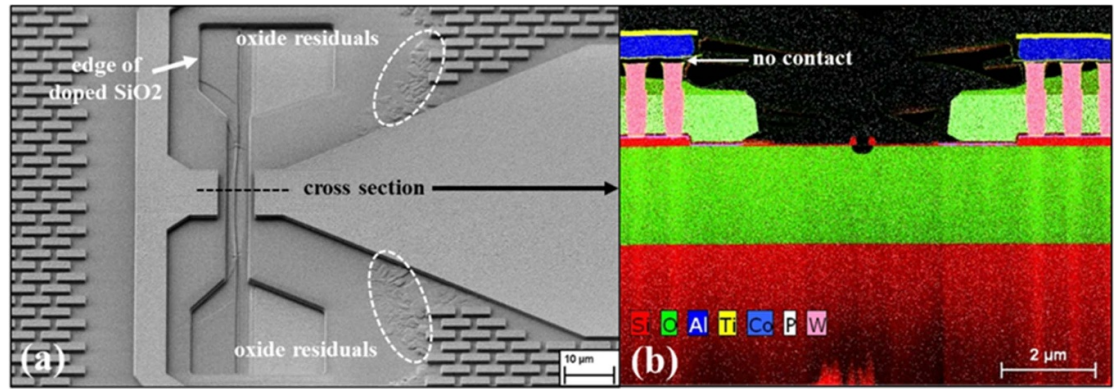 oxide residuals
edge of
doped SiO2
cross section
oxide residuals
(a)
10 µm
no contact
Si O Al Ti Co P W
(b)
2 µm